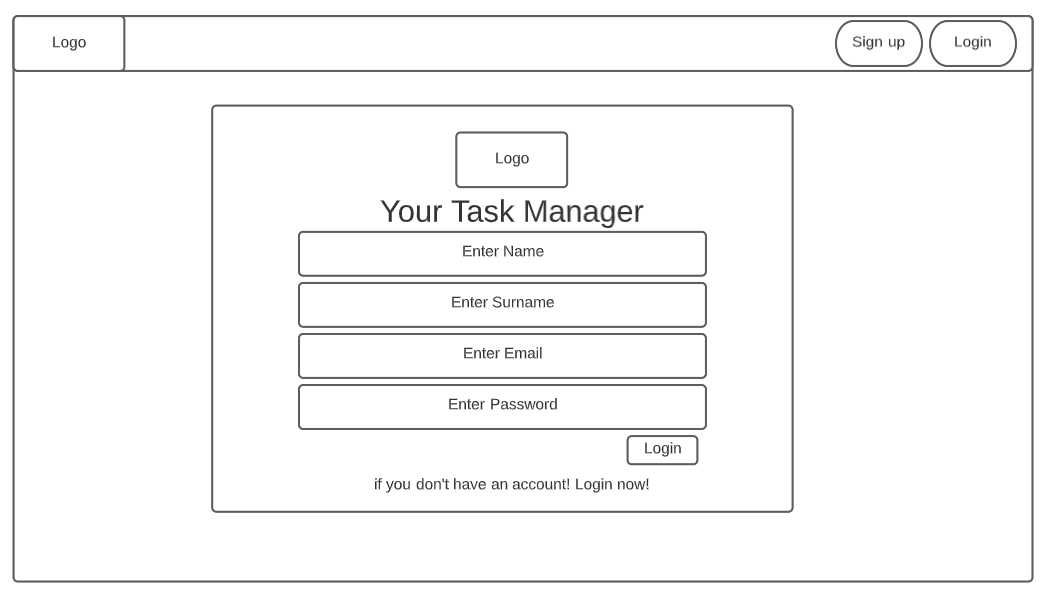 Logo
Sign up
Login
Logo
Your Task Manager
Enter Name
Enter Surname
Enter Email
Enter Password
Login
if you don't have an account! Login now!